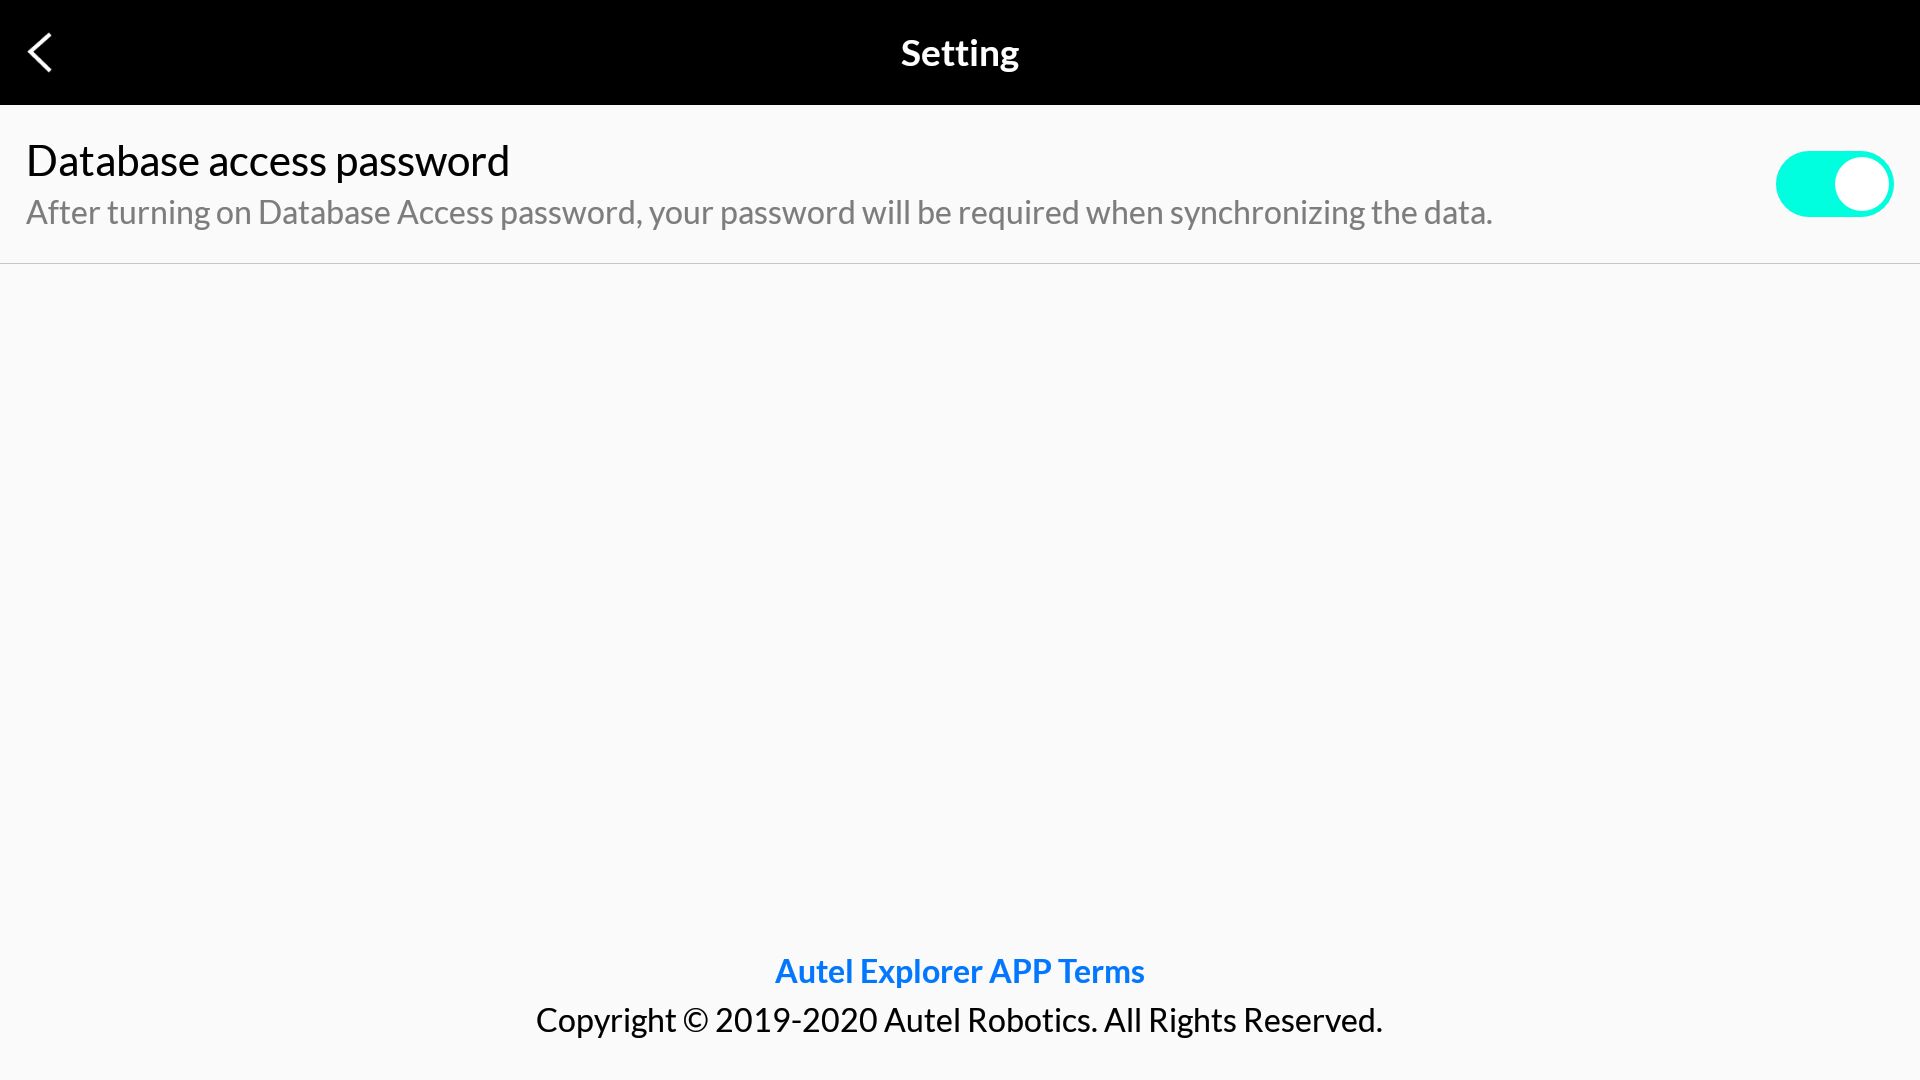 Setting
Database access password
After turning on Database Access password, your password will be required when synchronizing the data.
Autel Explorer APP Terms
Copyright © 2019-2020 Autel Robotics. All Rights Reserved.